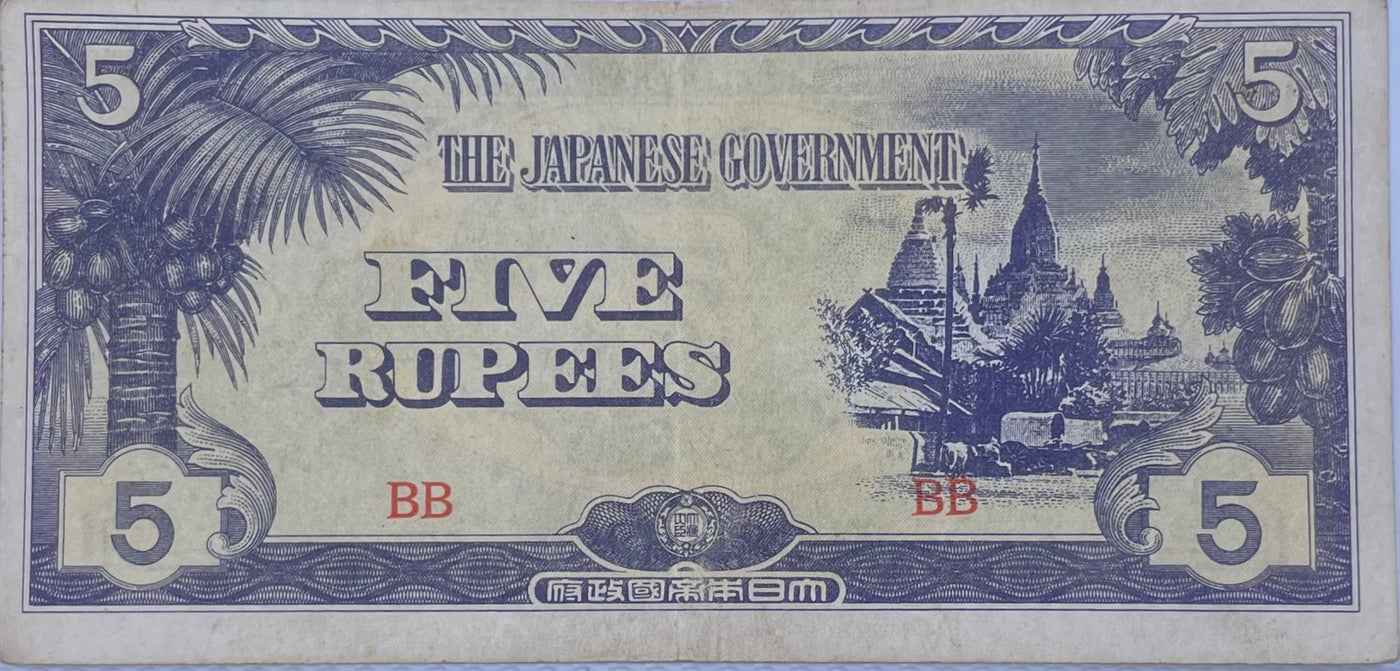 5 5
THE JAPANESE GOVERNMENT
FIVE
RUPEES
BB BB
5 5
大日本帝國政府